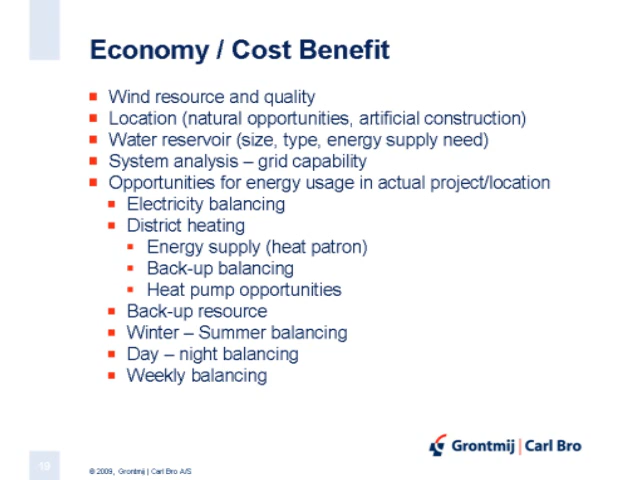 Economy / Cost Benefit
Wind resource and quality
Location (natural opportunities, artificial construction)
Water reservoir (size, type, energy supply need)
System analysis – grid capability
Opportunities for energy usage in actual project/location
Electricity balancing
District heating
Energy supply (heat patron)
Back-up balancing
Heat pump opportunities
Back-up resource
Winter – Summer balancing
Day – night balancing
Weekly balancing
Grontmij | Carl Bro
19
© 2009, Grontmij | Carl Bro A/S